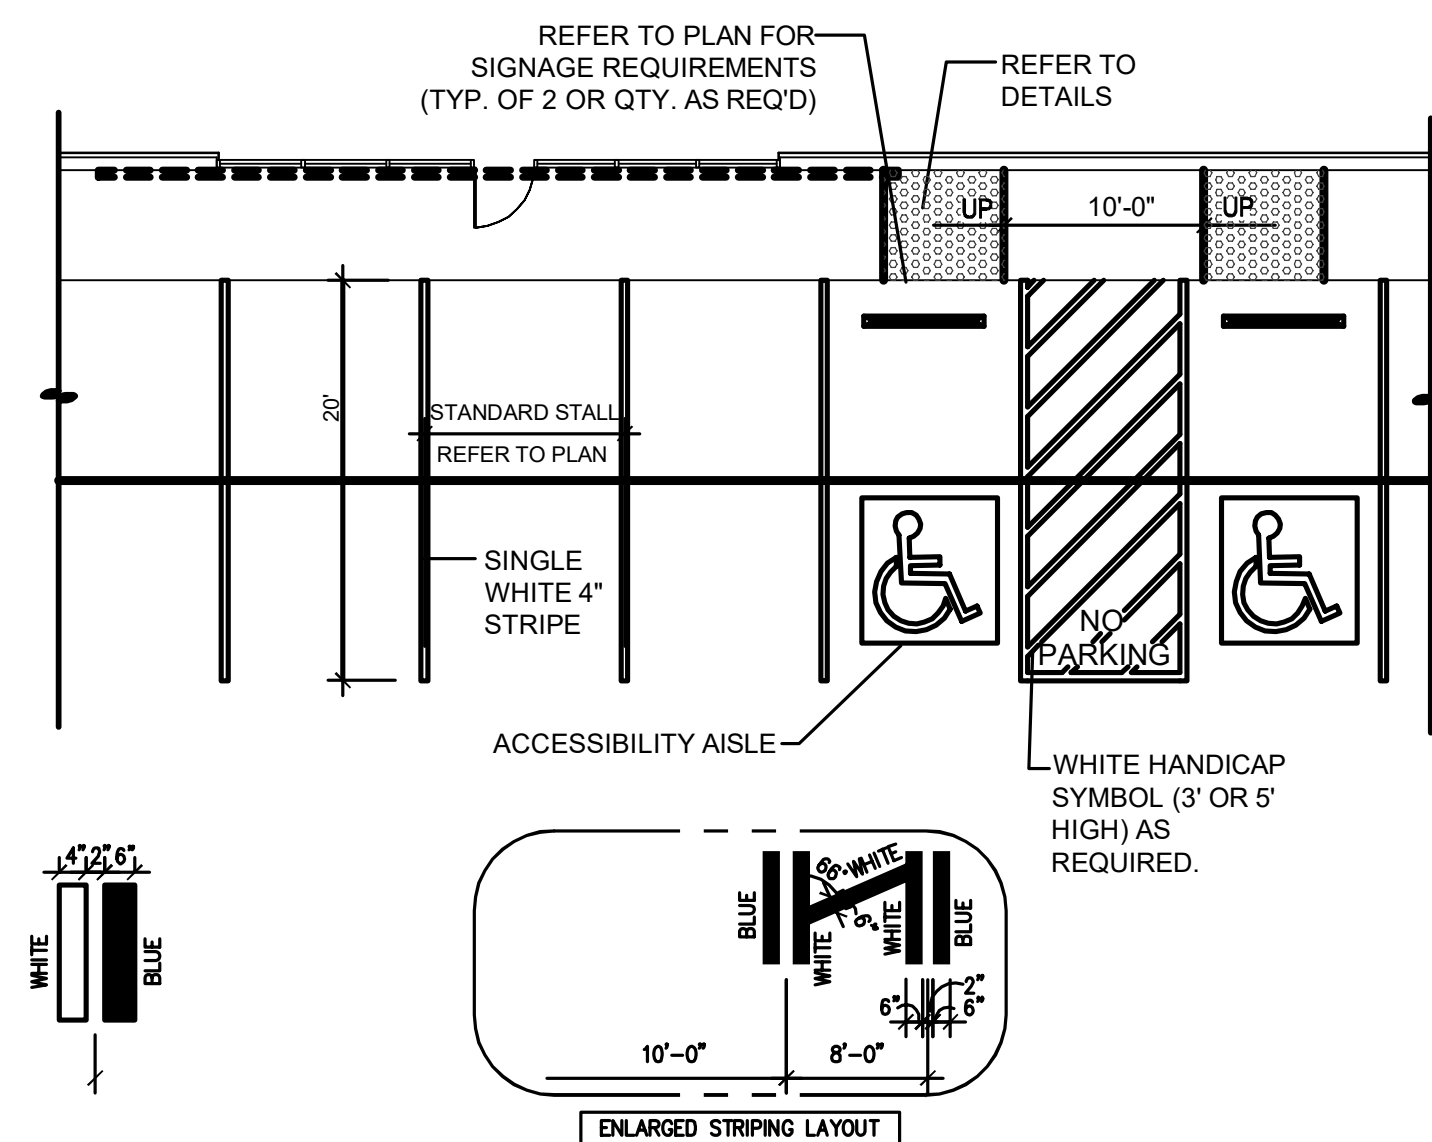 REFER TO PLAN FOR
SIGNAGE REQUIREMENTS
(TYP. OF 2 OR QTY. AS REQ'D)
REFER TO
DETAILS
UP
10'-0"
UP
20'
STANDARD STALL
REFER TO PLAN
SINGLE
WHITE 4"
STRIPE
NO
PARKING
ACCESSIBILITY AISLE
WHITE HANDICAP
SYMBOL (3' OR 5'
HIGH) AS
REQUIRED.
4" 2" 6"
WHITE
BLUE
BLUE
WHITE
66°WHITE
6"
WHITE
BLUE
6"
2"
6"
10'-0"
8'-0"
ENLARGED STRIPING LAYOUT